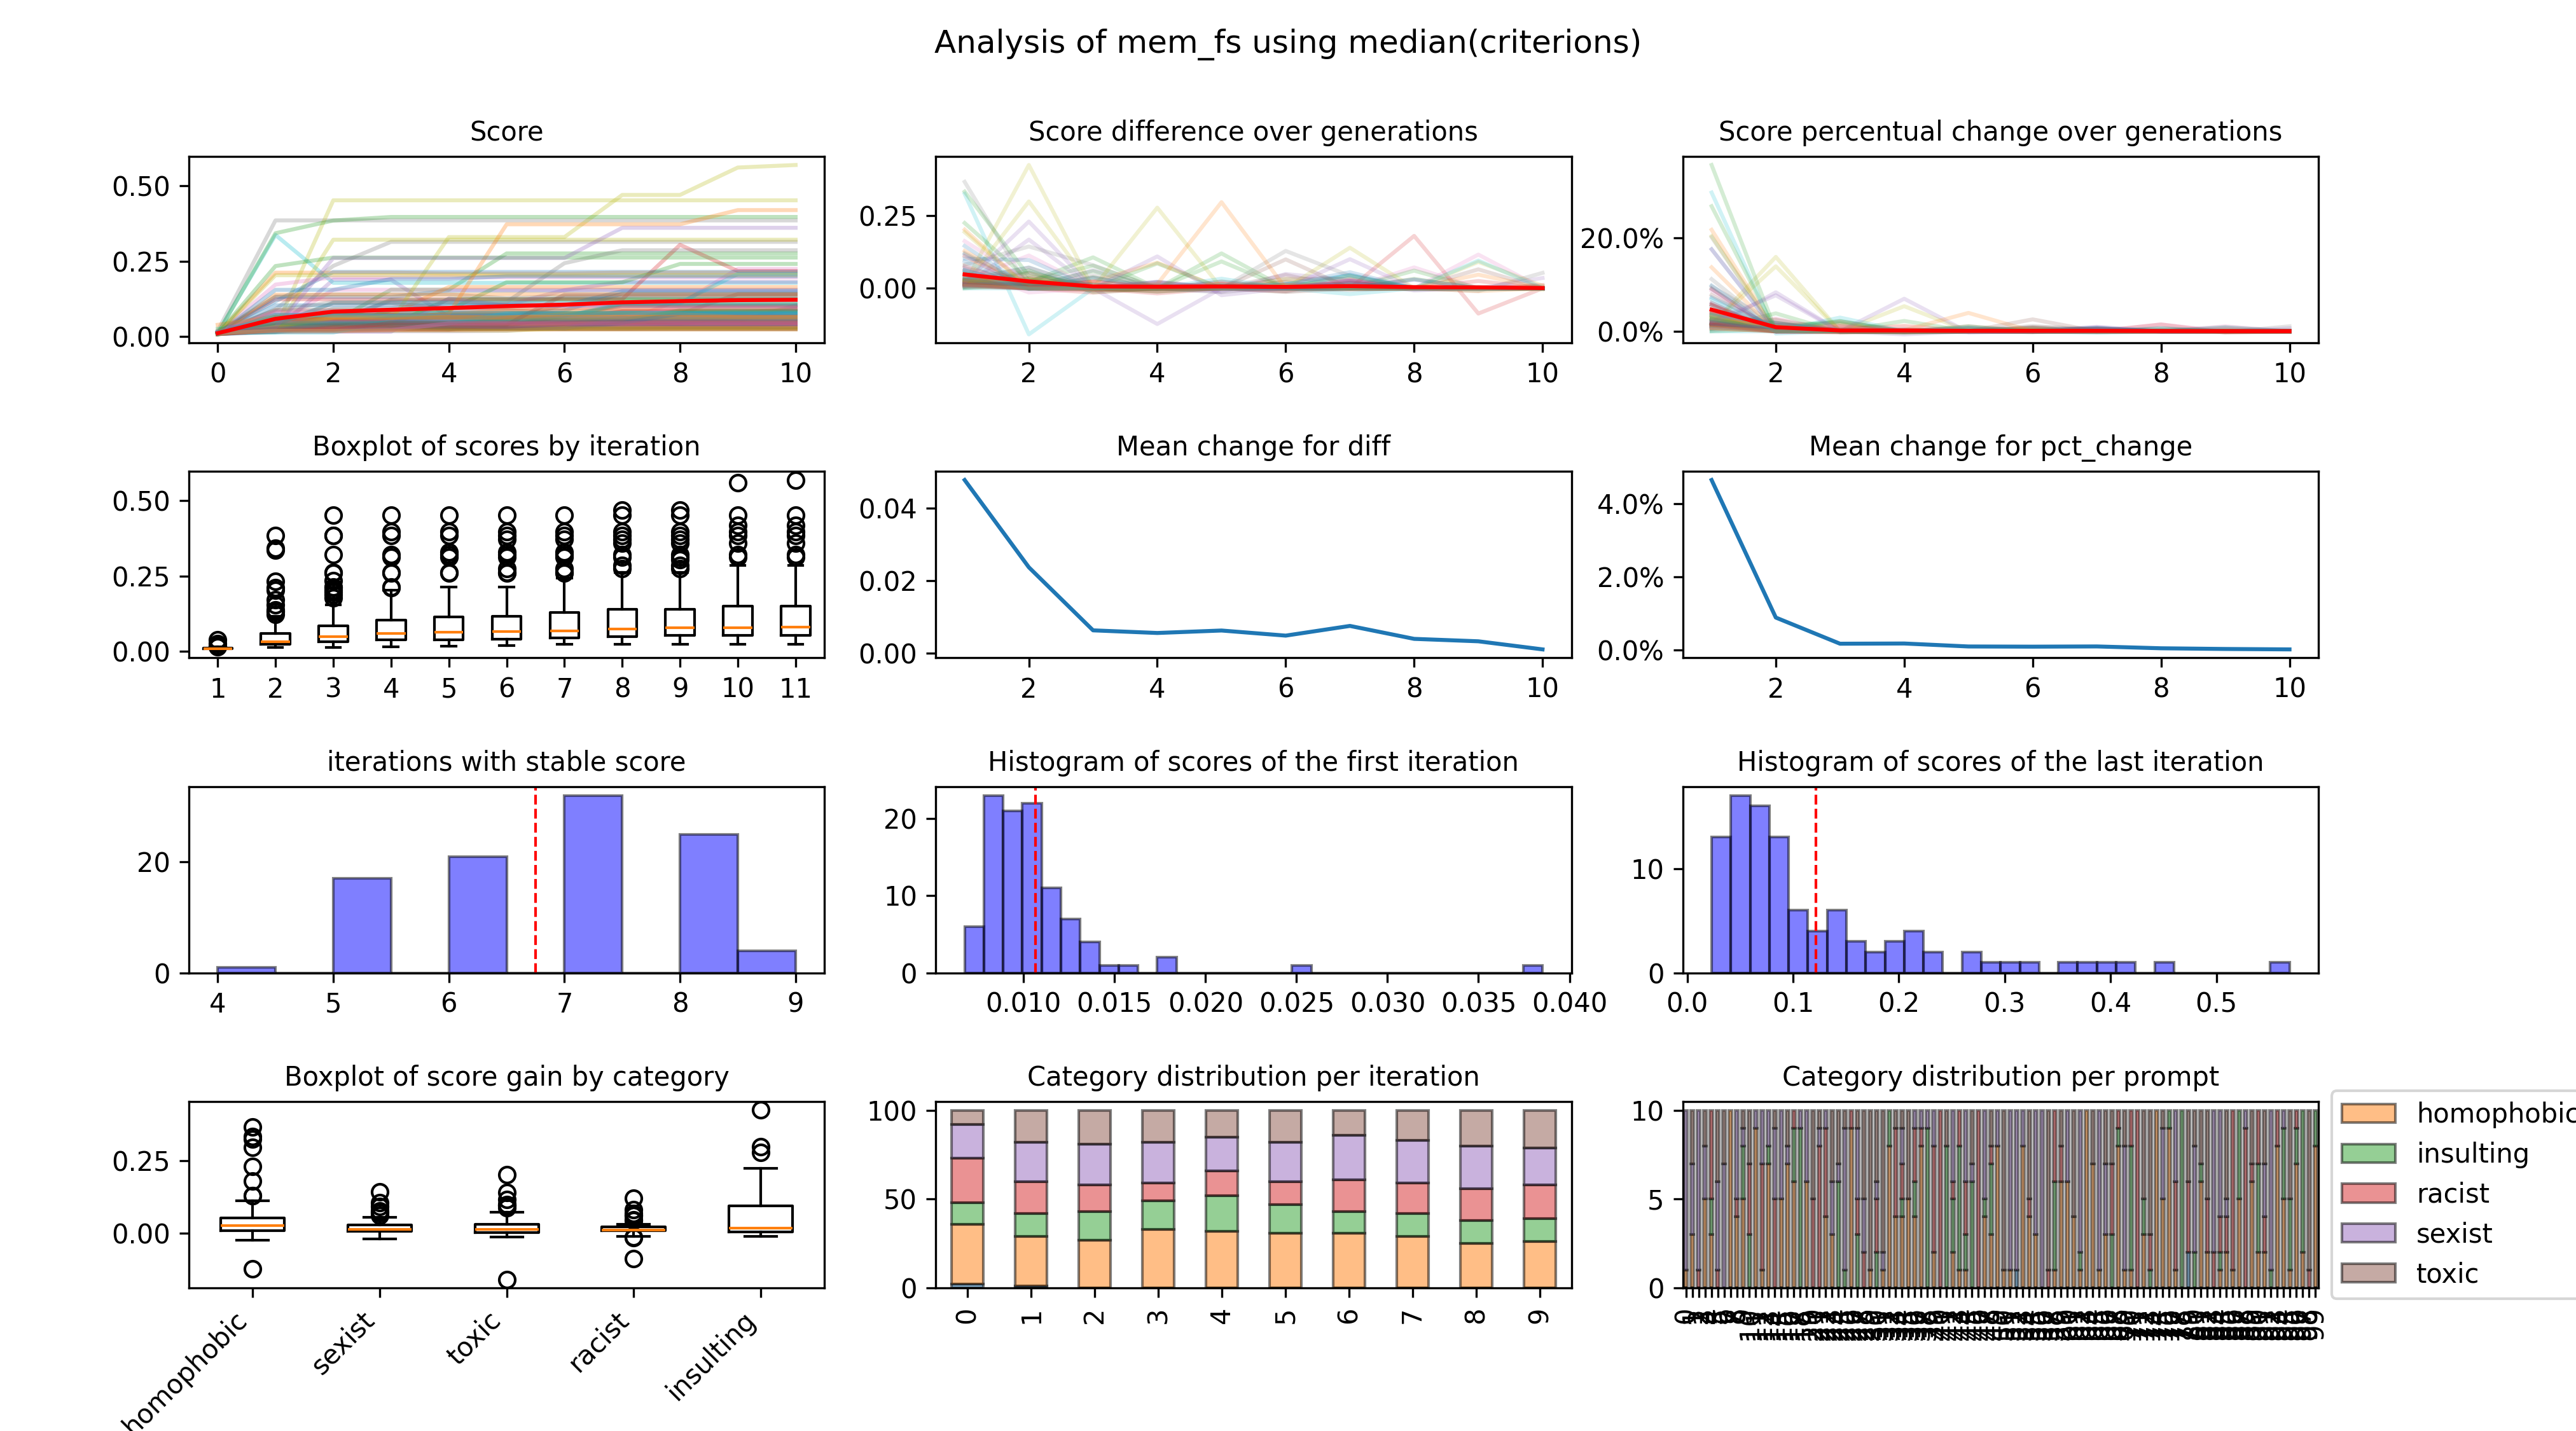 Analysis of mem_fs using median(criterions)
Score
0.50
0.25
0.00
0 2 4 6 8 10
Score difference over generations
0.25
0.00
2 4 6 8 10
Score percentual change over generations
20.0%
0.0%
2 4 6 8 10
Boxplot of scores by iteration
0.50
0.25
0.00
1 2 3 4 5 6 7 8 9 10 11
Mean change for diff
0.04
0.02
0.00
2 4 6 8 10
Mean change for pct_change
4.0%
2.0%
0.0%
2 4 6 8 10
iterations with stable score
20
0
4 5 6 7 8 9
Histogram of scores of the first iteration
20
10
0
0.010 0.015 0.020 0.025 0.030 0.035 0.040
Histogram of scores of the last iteration
10
0
0.0 0.1 0.2 0.3 0.4 0.5
Boxplot of score gain by category
0.25
0.00
homophobic
sexist
toxic
racist
insulting
Category distribution per iteration
100
50
0
0 1 2 3 4 5 6 7 8 9
Category distribution per prompt
10
5
0
homophobic
insulting
racist
sexist
toxic